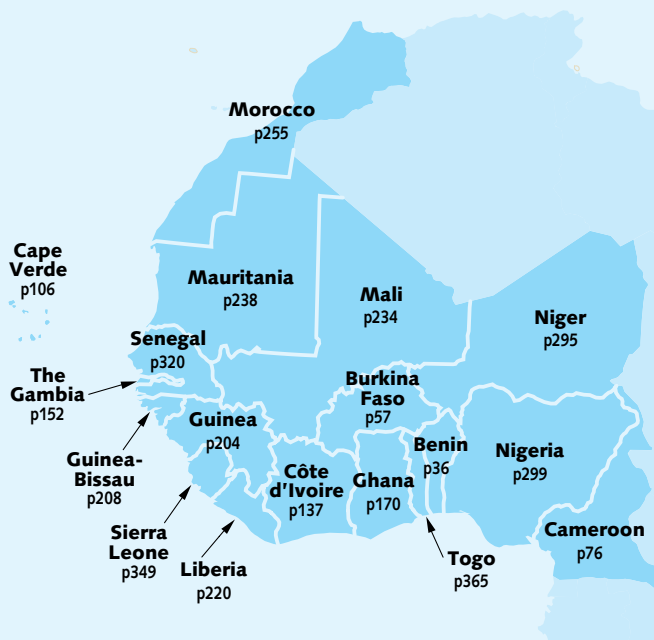 Morocco
p255
Cape
Verde
p106
Mauritania
p238
Mali
p234
Niger
p295
Senegal
p320
The
Gambia
p152
Burkina
Faso
p57
Guinea
p204
Benin
p36
Nigeria
p299
Guinea-
Bissau
p208
Côte
d'Ivoire
p137
Ghana
p170
Sierra
Leone
p349
Liberia
p220
Togo
p365
Cameroon
p76